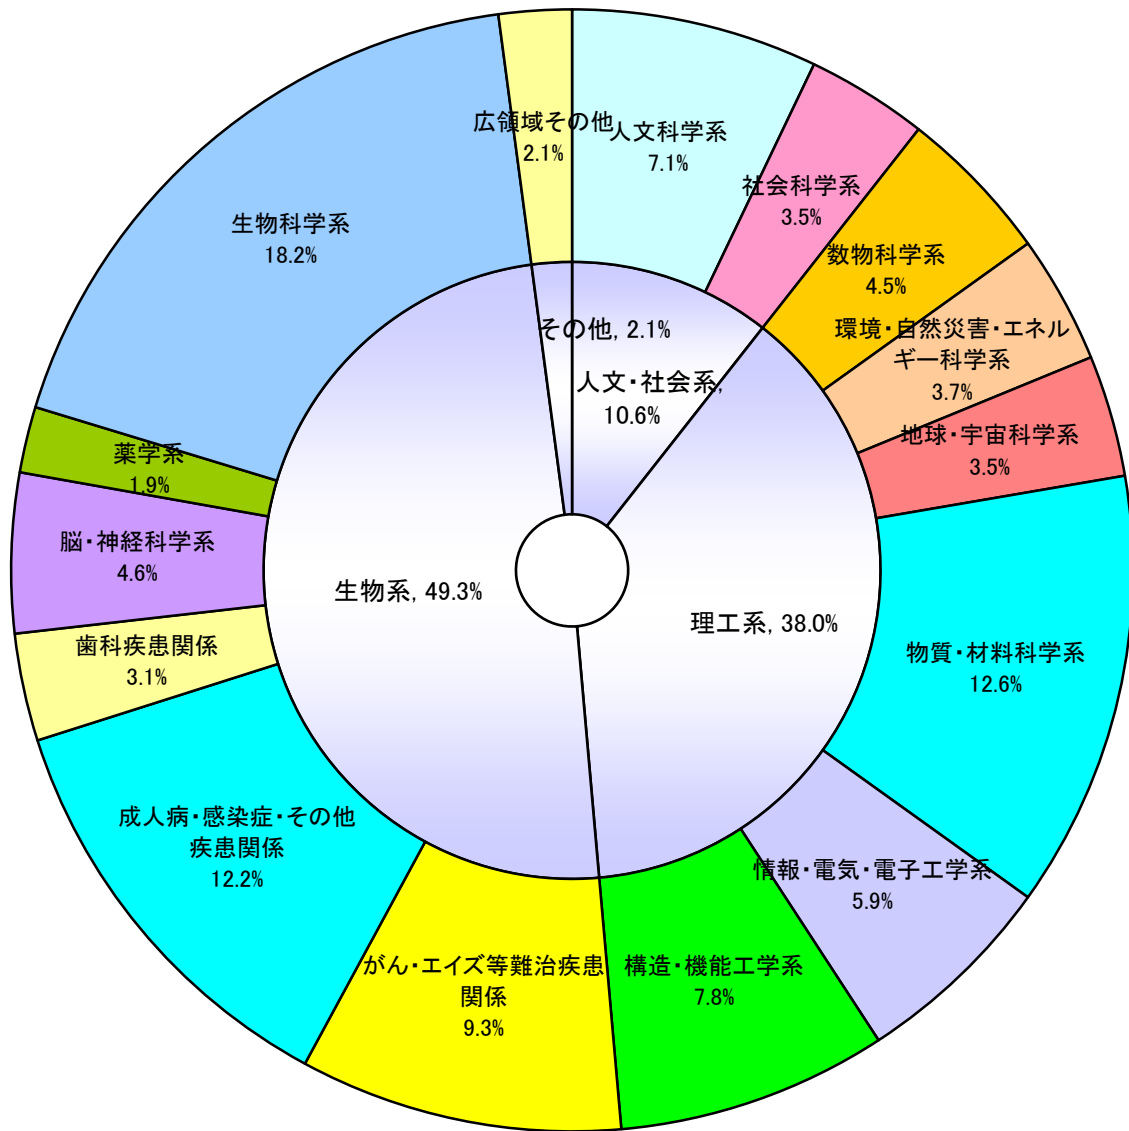 広領域その他
2.1%
人文科学系
7.1%
社会科学系
3.5%
数物科学系
4.5%
環境・自然災害・エネル
ギー科学系
3.7%
地球・宇宙科学系
3.5%
物質・材料科学系
12.6%
情報・電気・電子工学系
5.9%
構造・機能工学系
7.8%
がん・エイズ等難治疾患
関係
9.3%
成人病・感染症・その他
疾患関係
12.2%
歯科疾患関係
3.1%
脳・神経科学系
4.6%
薬学系
1.9%
生物科学系
18.2%
その他, 2.1%
人文・社会系,
10.6%
理工系, 38.0%
生物系, 49.3%